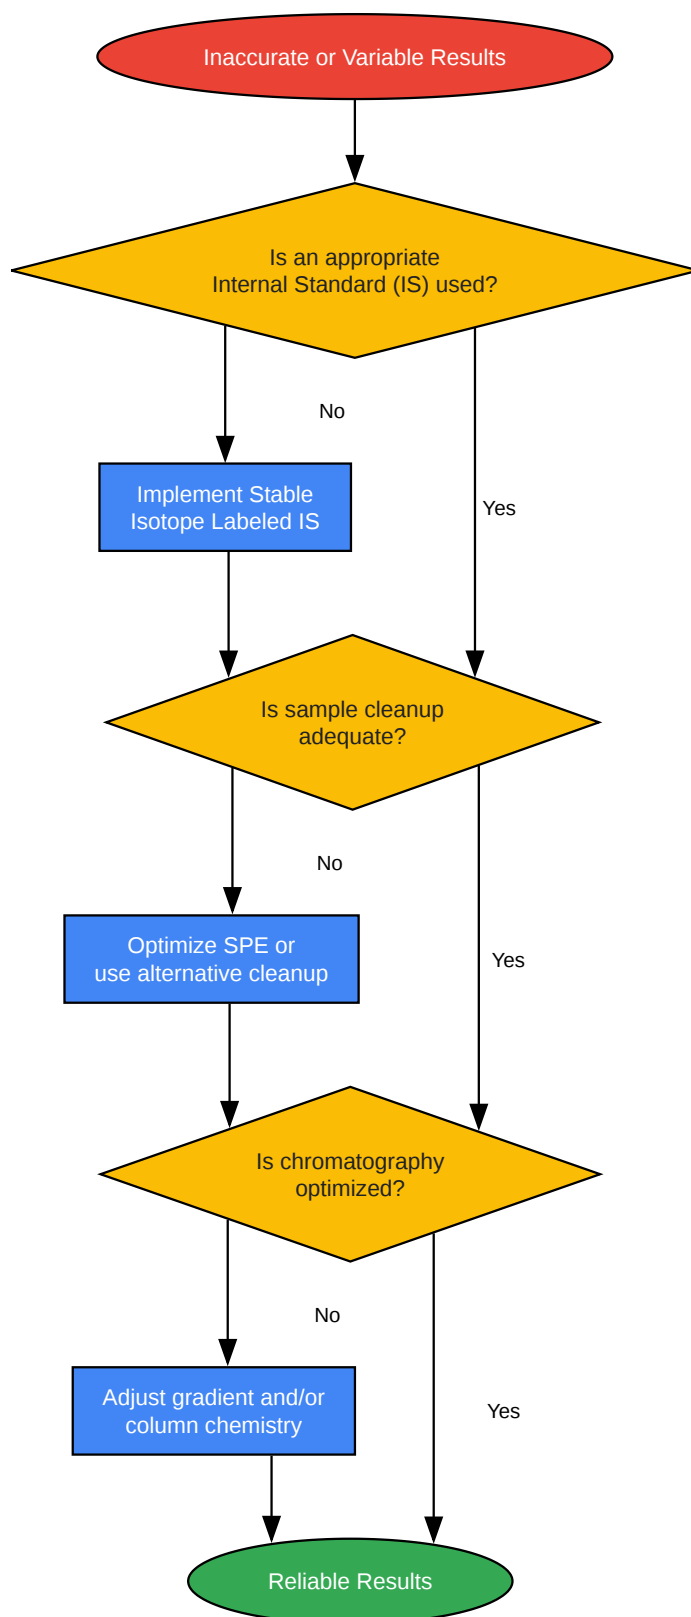 Inaccurate or Variable Results
Is an appropriate
Internal Standard (IS) used?
No
Implement Stable
Isotope Labeled IS
Yes
Is sample cleanup
adequate?
No
Optimize SPE or
use alternative cleanup
Yes
Is chromatography
optimized?
No
Adjust gradient and/or
column chemistry
Yes
Reliable Results